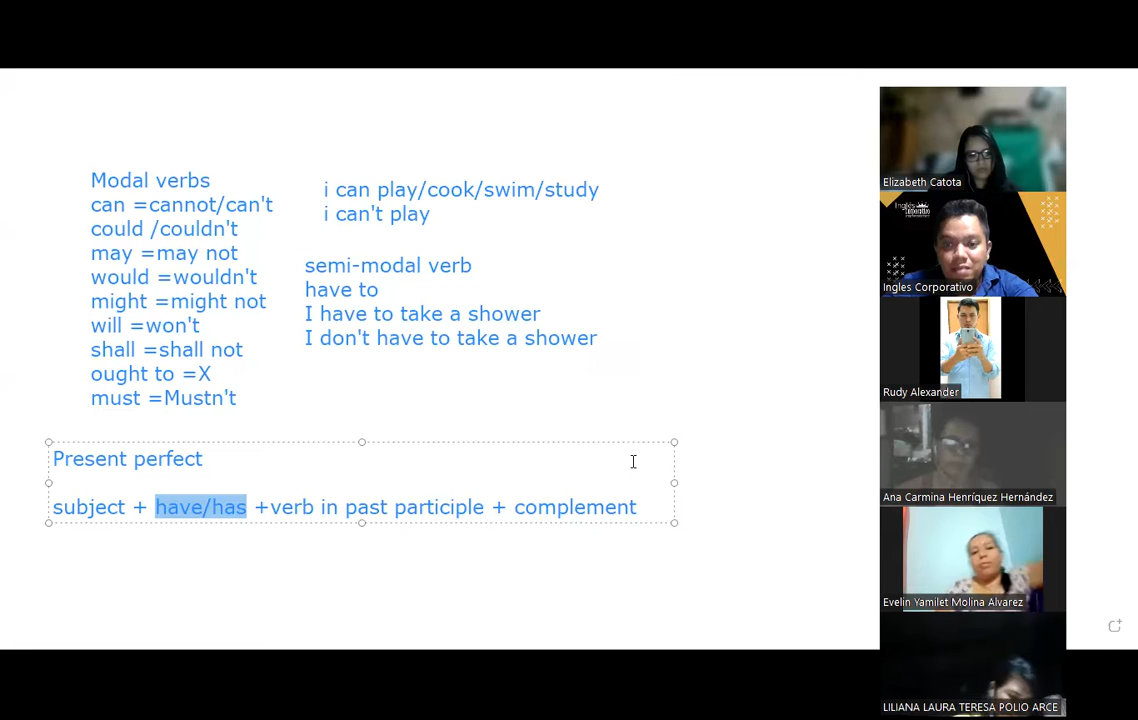 Modal verbs
can =cannot/can't
could /couldn't
may =may not
would =wouldn't
might =might not
will =won't
shall =shall not
ought to =X
must =Mustn't
i can play/cook/swim/study
i can't play
semi-modal verb
have to
I have to take a shower
I don't have to take a shower
Present perfect
subject + have/has +verb in past participle + complement
Elizabeth Catota
Inglés
Corporativo
Ingles Corporativo
Rudy Alexander
Ana Carmina Henríquez Hernández
Evelin Yamilet Molina Alvarez
LILIANA LAURA TERESA POLIO ARCE